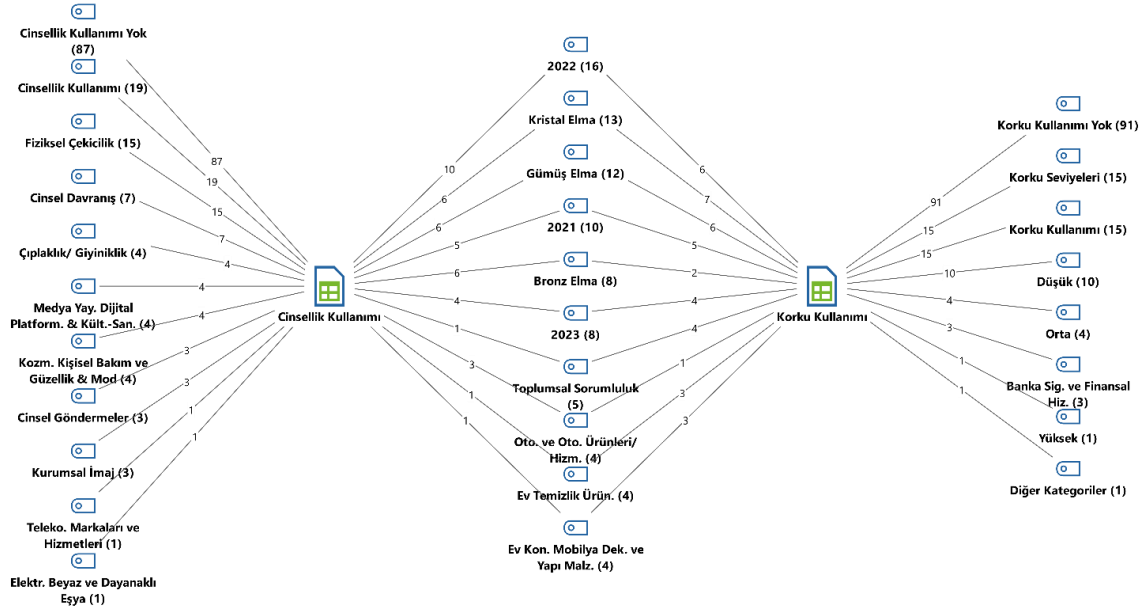 Cinsellik Kullanımı Yok
(87)
Cinsellik Kullanımı (19)
Fiziksel Çekicilik (15)
Cinsel Davranış (7)
Çıplaklık/ Giyiniklik (4)
Medya Yay. Dijital
Platform. & Kült.-San. (4)
Kozm. Kişisel Bakım ve
Güzellik & Mod (4)
Cinsel Göndermeler (3)
Kurumsal İmaj (3)
Teleko. Markaları ve
Hizmetleri (1)
Elektr. Beyaz ve Dayanaklı
Eşya (1)
87
19
15
7
4
4
4
3
3
1
1
Cinsellik Kullanımı
10
6
6
5
6
4
1
3
1
1
2022 (16)
Kristal Elma (13)
Gümüş Elma (12)
2021 (10)
Bronz Elma (8)
2023 (8)
Toplumsal Sorumluluk
(5)
Oto. ve Oto. Ürünleri/
Hizm. (4)
Ev Temizlik Ürün. (4)
Ev Kon. Mobilya Dek. ve
Yapı Malz. (4)
6
7
6
5
2
4
4
1
3
3
Korku Kullanımı
91
15
15
10
4
3
1
1
Korku Kullanımı Yok (91)
Korku Seviyeleri (15)
Korku Kullanımı (15)
Düşük (10)
Orta (4)
Banka Sig. ve Finansal
Hiz. (3)
Yüksek (1)
Diğer Kategoriler (1)